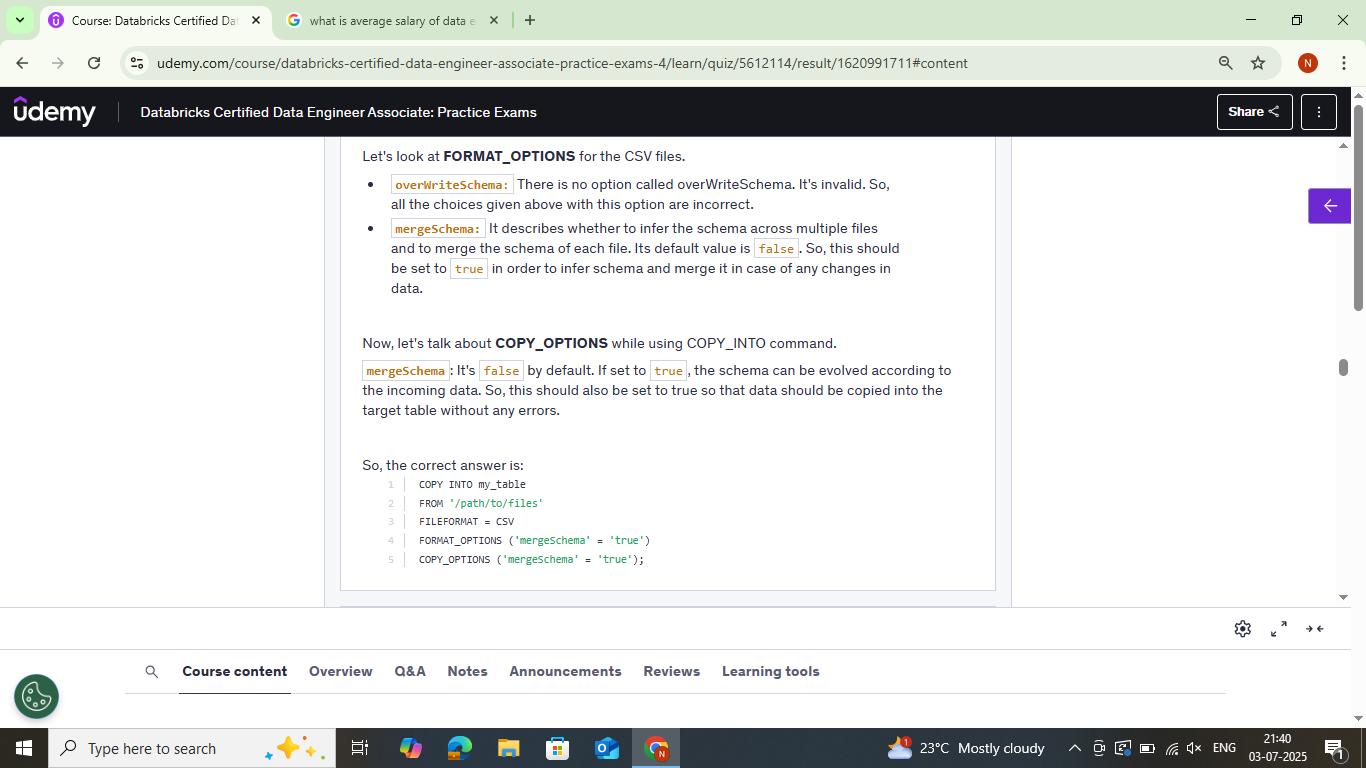 Course: Databricks Certified Da
what is average salary of data e
udemy.com/course/databricks-certified-data-engineer-associate-practice-exams-4/learn/quiz/5612114/result/1620991711#content
N
ûdemy
Databricks Certified Data Engineer Associate: Practice Exams
Share
Let's look at FORMAT_OPTIONS for the CSV files.
• overWriteSchema: There is no option called overWriteSchema. It's invalid. So,
all the choices given above with this option are incorrect.
• mergeSchema: It describes whether to infer the schema across multiple files
and to merge the schema of each file. Its default value is false. So, this should
be set to true in order to infer schema and merge it in case of any changes in
data.
Now, let's talk about COPY_OPTIONS while using COPY_INTO command.
mergeSchema: It's false by default. If set to true, the schema can be evolved according to
the incoming data. So, this should also be set to true so that data should be copied into the
target table without any errors.
So, the correct answer is:
1 COPY INTO my_table
2 FROM '/path/to/files'
3 FILEFORMAT = CSV
4 FORMAT_OPTIONS ('mergeSchema' = 'true')
5 COPY_OPTIONS ('mergeSchema' = 'true');
Course content
Overview
Q&A
Notes
Announcements
Reviews
Learning tools
Type here to search
N
1
23°C Mostly cloudy
ENG
21:40
03-07-2025
1